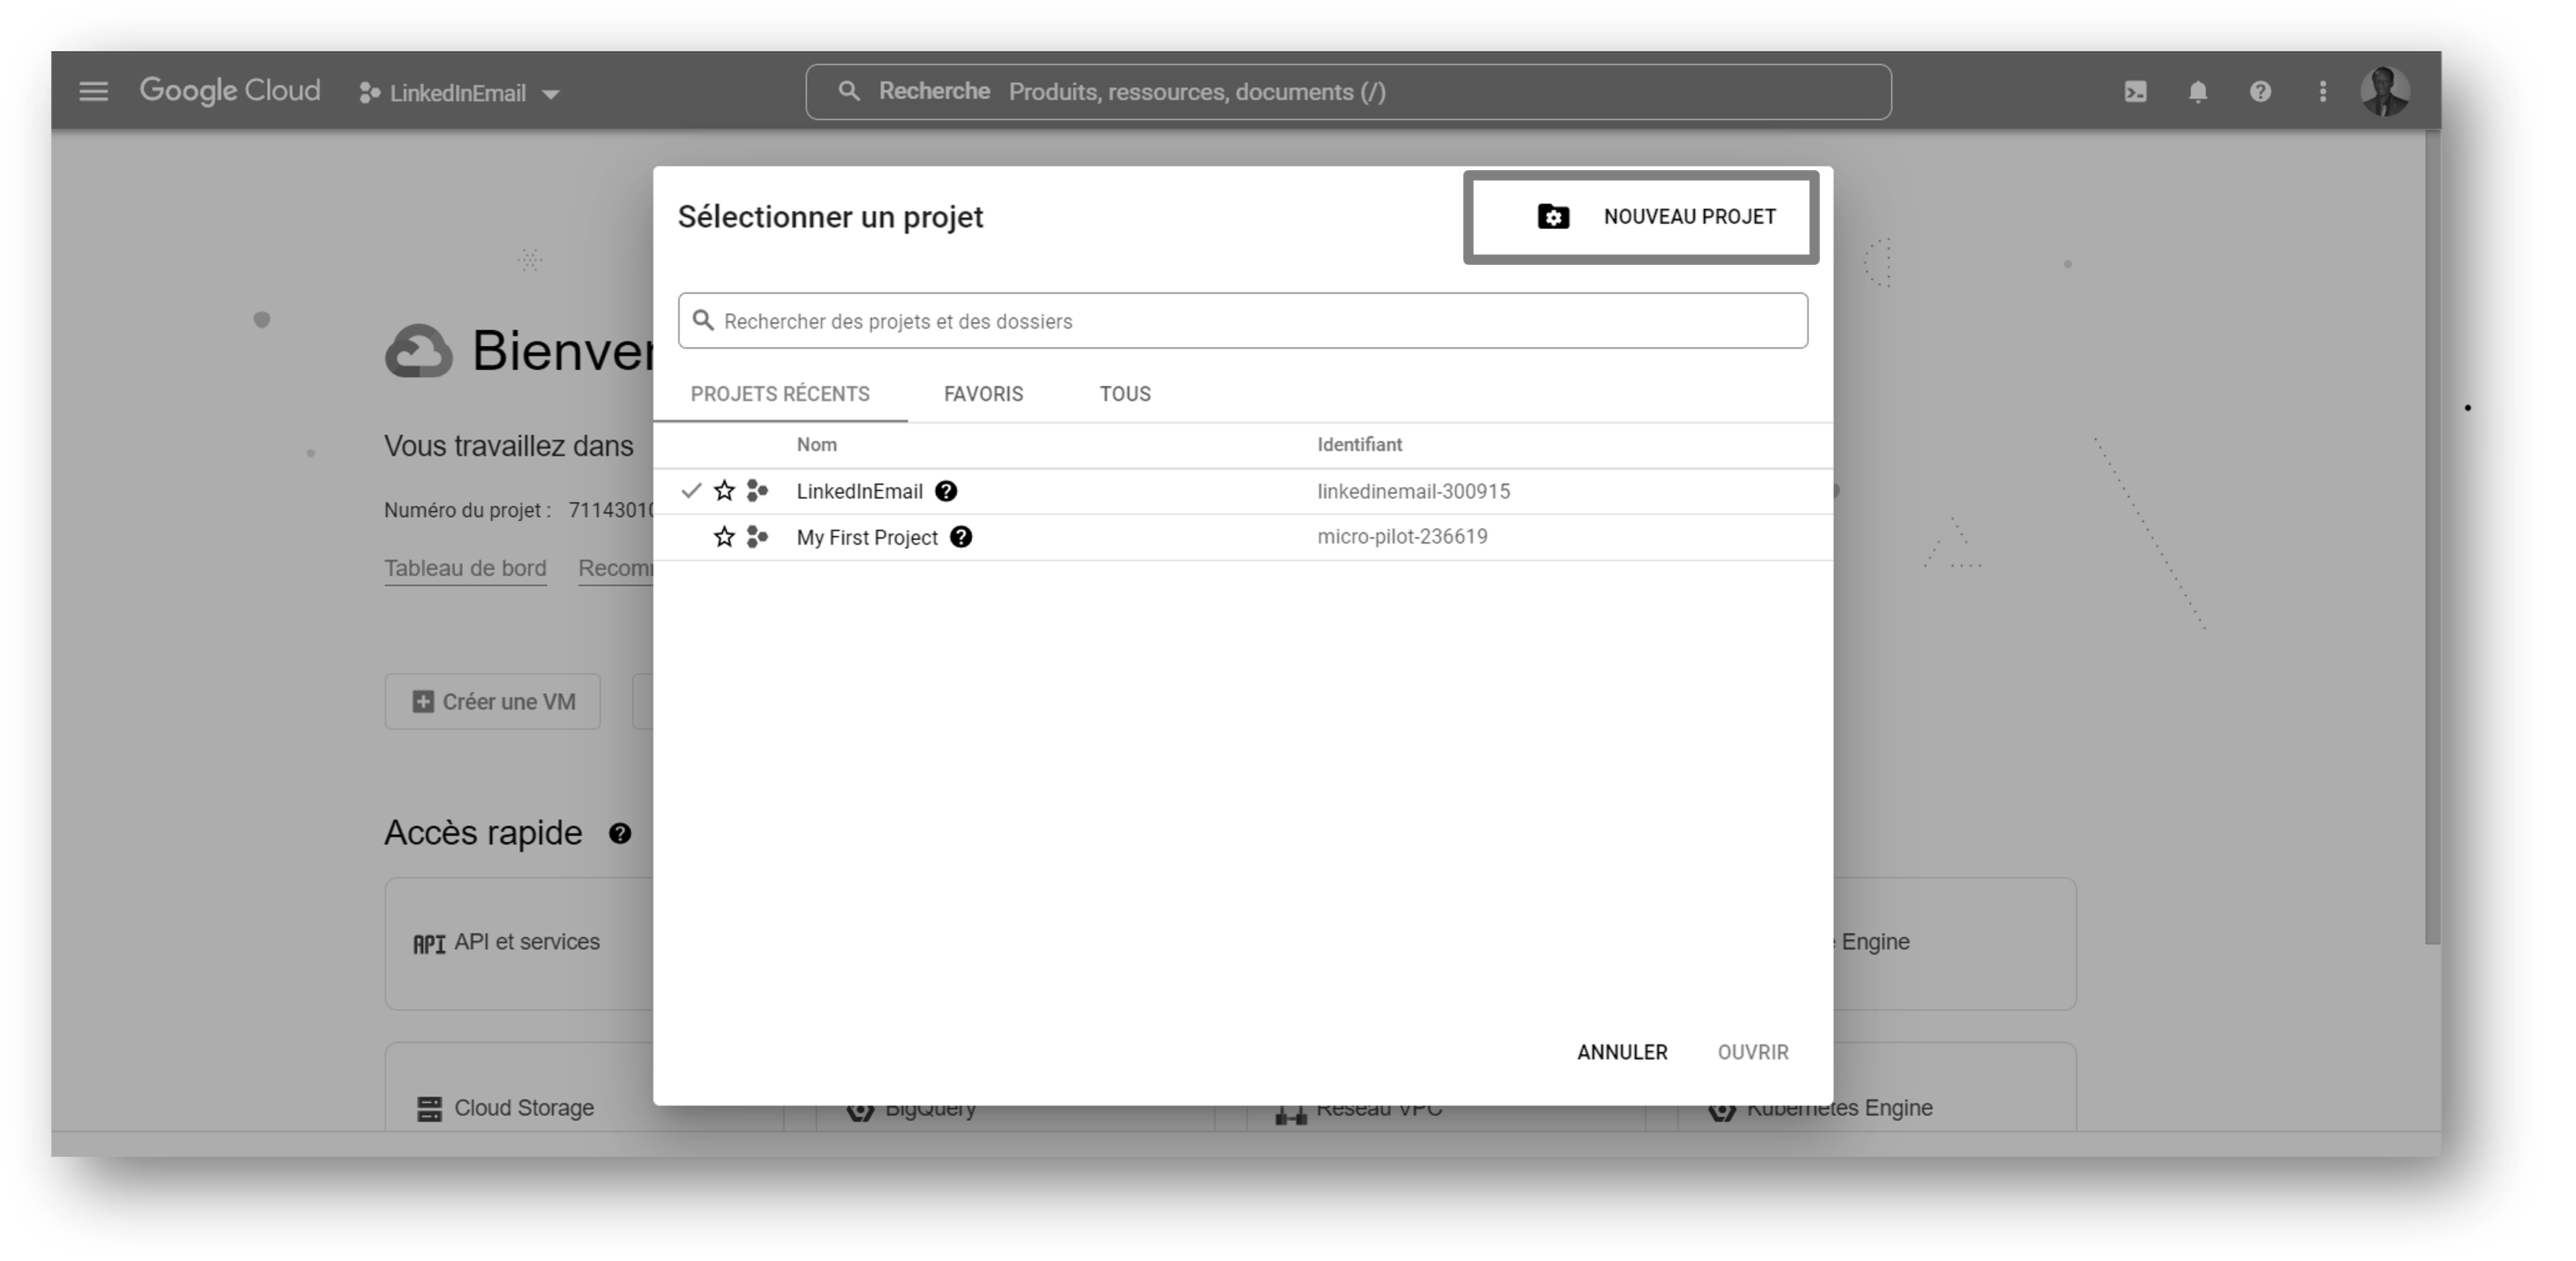 Google Cloud LinkedInEmail Recherche Produits, ressources, documents (/)
Sélectionner un projet NOUVEAU PROJET
Rechercher des projets et des dossiers
PROJETS RÉCENTS FAVORIS TOUS
Nom Identifiant
LinkedInEmail linkedinemail-300915
My First Project micro-pilot-236619
ANNULER OUVRIR
Vous travaillez dans
Numéro du projet :
Tableau de bord
Créer une VM
Accès rapide
API API et services
Engine
Cloud Storage BigQuery Réseau VPC Kubernetes Engine